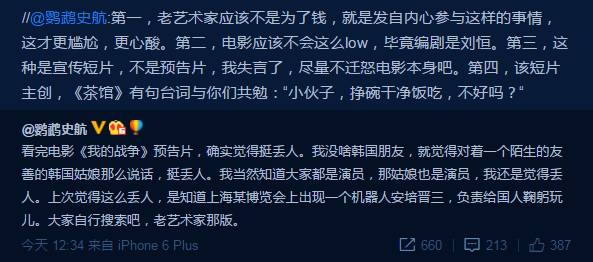 //@鹦鹉史航:第一，老艺术家应该不是为了钱，就是发自内心参与这样的事情，
这才更尴尬，更心酸。第二，电影应该不会这么low，毕竟编剧是刘恒。第三，这
种是宣传短片，不是预告片，我失言了，尽量不迁怒电影本身吧。第四，该短片
主创，《茶馆》有句台词与你们共勉：“小伙子，挣碗干净饭吃，不好吗？“
@鹦鹉史航
看完电影《我的战争》预告片，确实觉得挺丢人。我没啥韩国朋友，就觉得对着一个陌生的友
善的韩国姑娘那么说话，挺丢人。我当然知道大家都是演员，那姑娘也是演员，我还是觉得丢
人。上次觉得这么丢人，是知道上海某博览会上出现一个机器人安培晋三，负责给国人鞠躬玩
儿。大家自行搜索吧，老艺术家那版。
今天 12:34 来自 iPhone 6 Plus 660 213 387